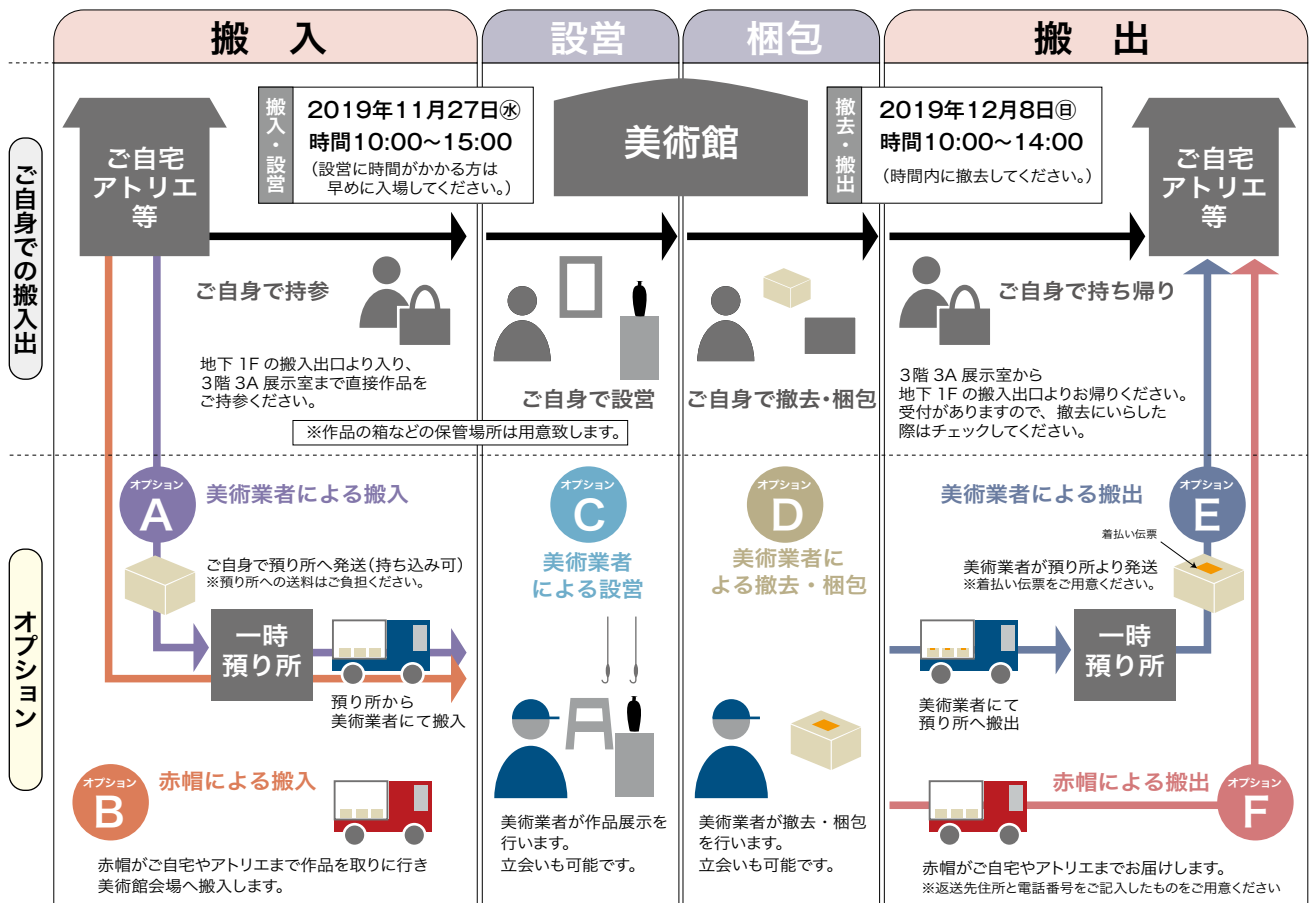 搬 入
設営
梱包
搬 出
ご自身での搬入出
ご自宅
アトリエ
等
搬入・設営
2019年11月27日㊌
時間10:00〜15:00
(設営に時間がかかる方は
早めに入場してください。)
美術館
撤去・搬出
2019年12月8日㊐
時間10:00〜14:00
(時間内に撤去してください。)
ご自宅
アトリエ
等
ご自身で持参
地下 1F の搬入出口より入り、
3階 3A 展示室まで直接作品を
ご持参ください。
ご自身で設営
ご自身で撤去・梱包
※作品の箱などの保管場所は用意致します。
ご自身で持ち帰り
3階 3A 展示室から
地下 1F の搬入出口よりお帰りください。
受付がありますので、撤去にいらした
際はチェックしてください。
オプション
オプション
A
美術業者による搬入
ご自身で預り所へ発送(持ち込み可)
※預り所への送料はご負担ください。
一時
預り所
預り所から
美術業者にて搬入
オプション
B
赤帽による搬入
赤帽がご自宅やアトリエまで作品を取りに行き
美術館会場へ搬入します。
オプション
C
美術業者
による設営
美術業者が作品展示を
行います。
立会いも可能です。
オプション
D
美術業者に
よる撤去・梱包
美術業者が撤去・梱包
を行います。
立会いも可能です。
美術業者による搬出
オプション
E
着払い伝票
美術業者が預り所より発送
※着払い伝票をご用意ください。
一時
預り所
美術業者にて
預り所へ搬出
赤帽による搬出
オプション
F
赤帽がご自宅やアトリエまでお届けします。
※返送先住所と電話番号をご記入したものをご用意ください